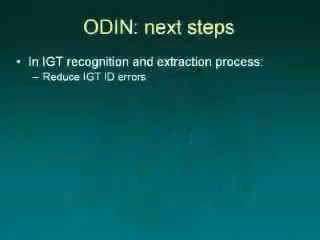 ODIN: next steps
• In IGT recognition and extraction process:
– Reduce IGT ID errors